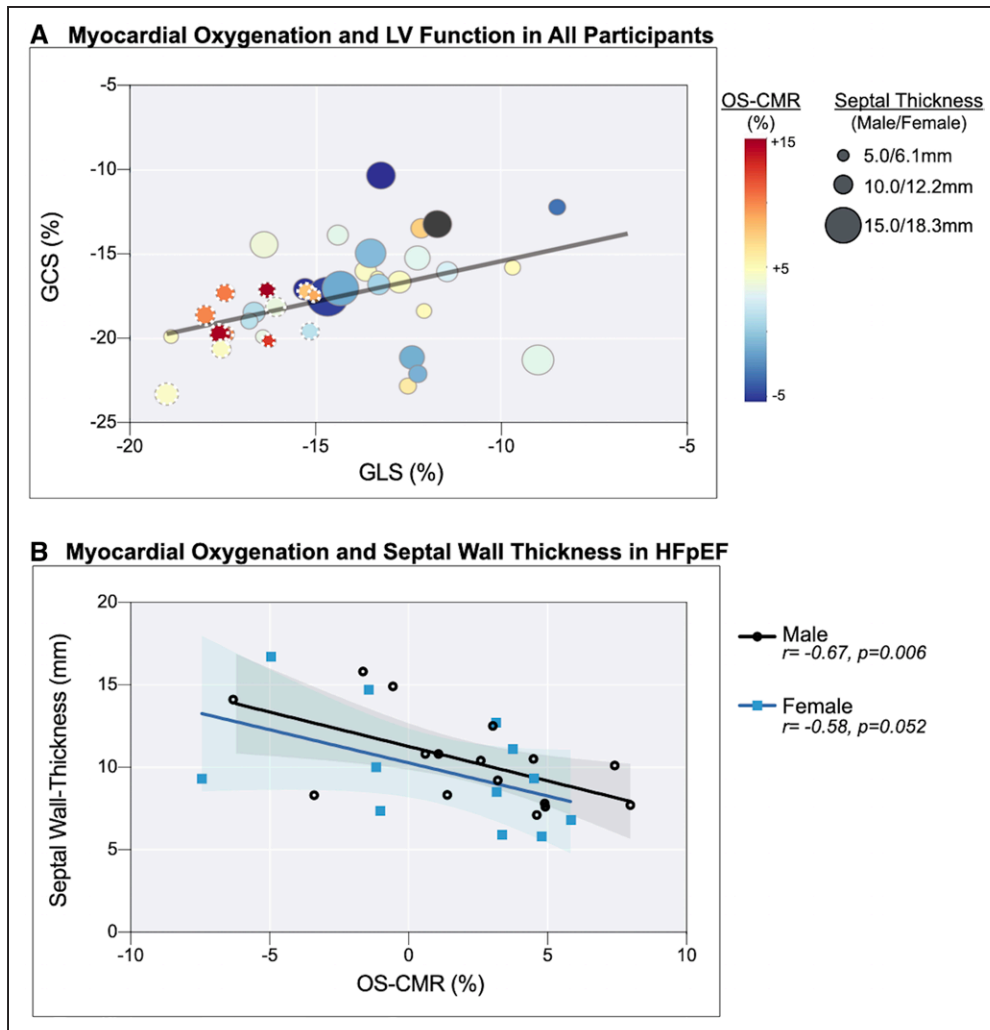 A Myocardial Oxygenation and LV Function in All Participants
-5
-10
-15
-20
-25
GCS (%)
-20
-15
-10
-5
GLS (%)
OS-CMR
(%)
+15
+5
-5
Septal Thickness
(Male/Female)
5.0/6.1mm
10.0/12.2mm
15.0/18.3mm
B Myocardial Oxygenation and Septal Wall Thickness in HFpEF
20
15
10
5
0
Septal Wall-Thickness (mm)
-10
-5
0
5
10
OS-CMR (%)
Male
r= -0.67, p=0.006
Female
r= -0.58, p=0.052